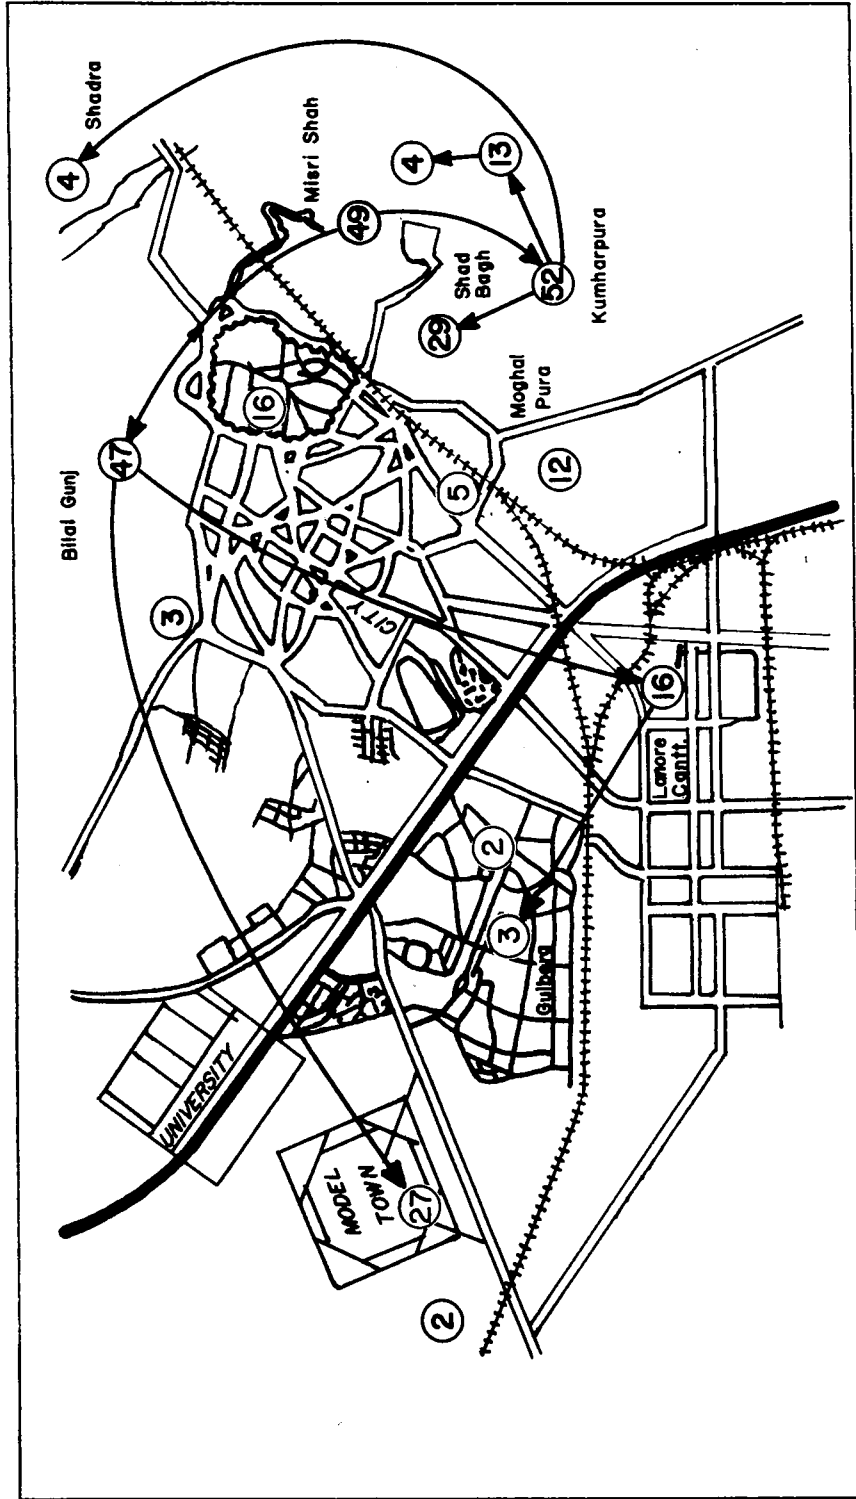 4
Shadra
Bilal Gunj
47
3
UNIVERSITY
16
Misri Shah
49
CITY
MODEL
TOWN
27
4
29
2
5
Shad
Bagh
2
13
3
Moghal
Pura
Gulberg
52
12
Kumharpura
16
Lahore
Cantt.